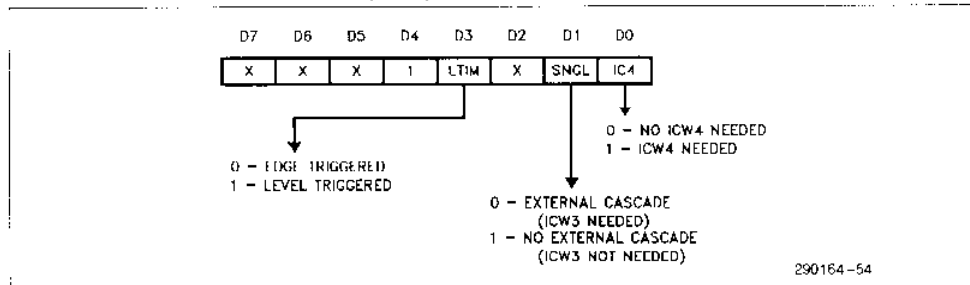 D7 D6 D5 D4 D3 D2 D1 D0
X X X 1 LTIM X SNGL IC4
0 - NO ICW4 NEEDED
1 - ICW4 NEEDED
0 - EDGE TRIGGERED
1 - LEVEL TRIGGERED
0 - EXTERNAL CASCADE
(ICW3 NEEDED)
1 - NO EXTERNAL CASCADE
(ICW3 NOT NEEDED)
290164-54